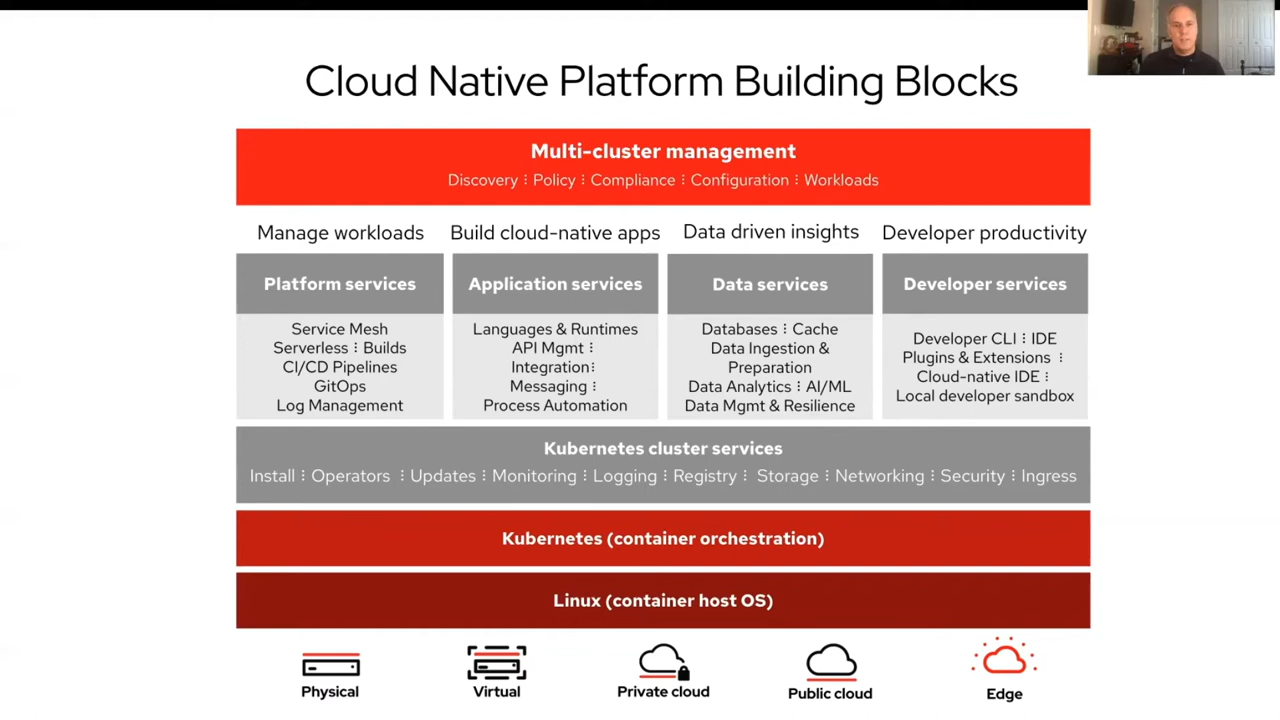 Cloud Native Platform Building Blocks
Multi-cluster management
Discovery ⋮ Policy ⋮ Compliance ⋮ Configuration ⋮ Workloads
Manage workloads
Platform services
Service Mesh
Serverless ⋮ Builds
CI/CD Pipelines
GitOps
Log Management
Build cloud-native apps
Application services
Languages & Runtimes
API Mgmt ⋮
Integration⋮
Messaging ⋮
Process Automation
Data driven insights
Data services
Databases ⋮ Cache
Data Ingestion &
Preparation
Data Analytics ⋮ AI/ML
Data Mgmt & Resilience
Developer productivity
Developer services
Developer CLI ⋮ IDE
Plugins & Extensions ⋮
Cloud-native IDE ⋮
Local developer sandbox
Kubernetes cluster services
Install ⋮ Operators ⋮ Updates ⋮ Monitoring ⋮ Logging ⋮ Registry ⋮ Storage ⋮ Networking ⋮ Security ⋮ Ingress
Kubernetes (container orchestration)
Linux (container host OS)
Physical
Virtual
Private cloud
Public cloud
Edge